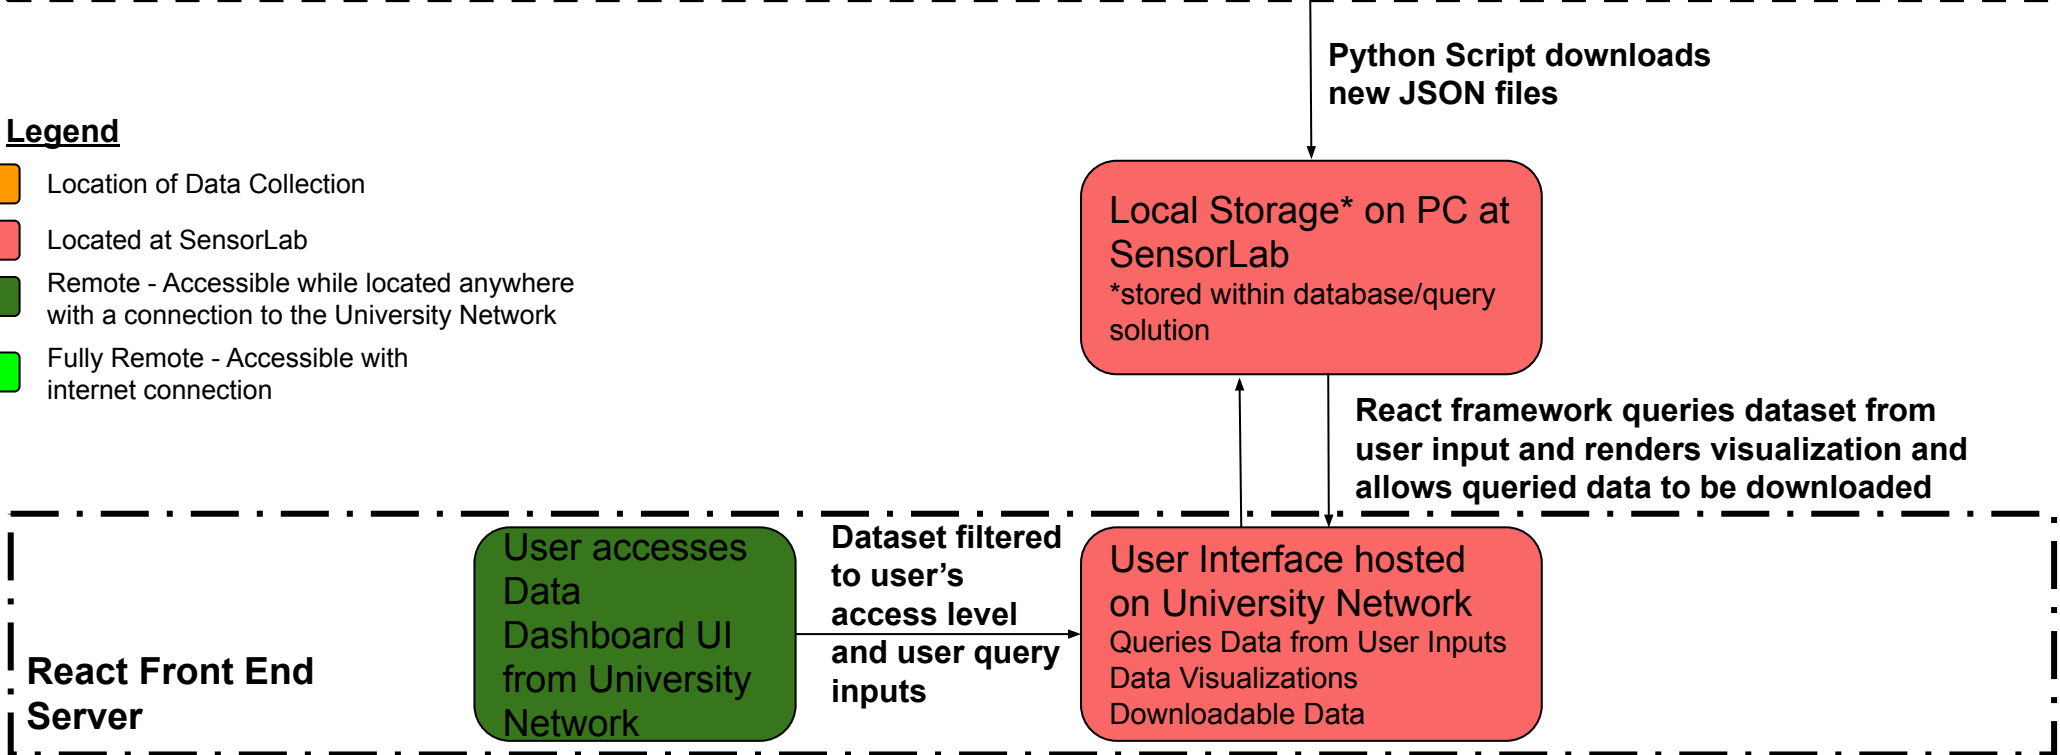 Python Script downloads
new JSON files
Legend
Location of Data Collection
Located at SensorLab
Remote - Accessible while located anywhere
with a connection to the University Network
Fully Remote - Accessible with
internet connection
Local Storage* on PC at
SensorLab
*stored within database/query
solution
React framework queries dataset from
user input and renders visualization and
allows queried data to be downloaded
React Front End
Server
User accesses
Data
Dashboard UI
from University
Network
Dataset filtered
to user’s
access level
and user query
inputs
User Interface hosted
on University Network
Queries Data from User Inputs
Data Visualizations
Downloadable Data